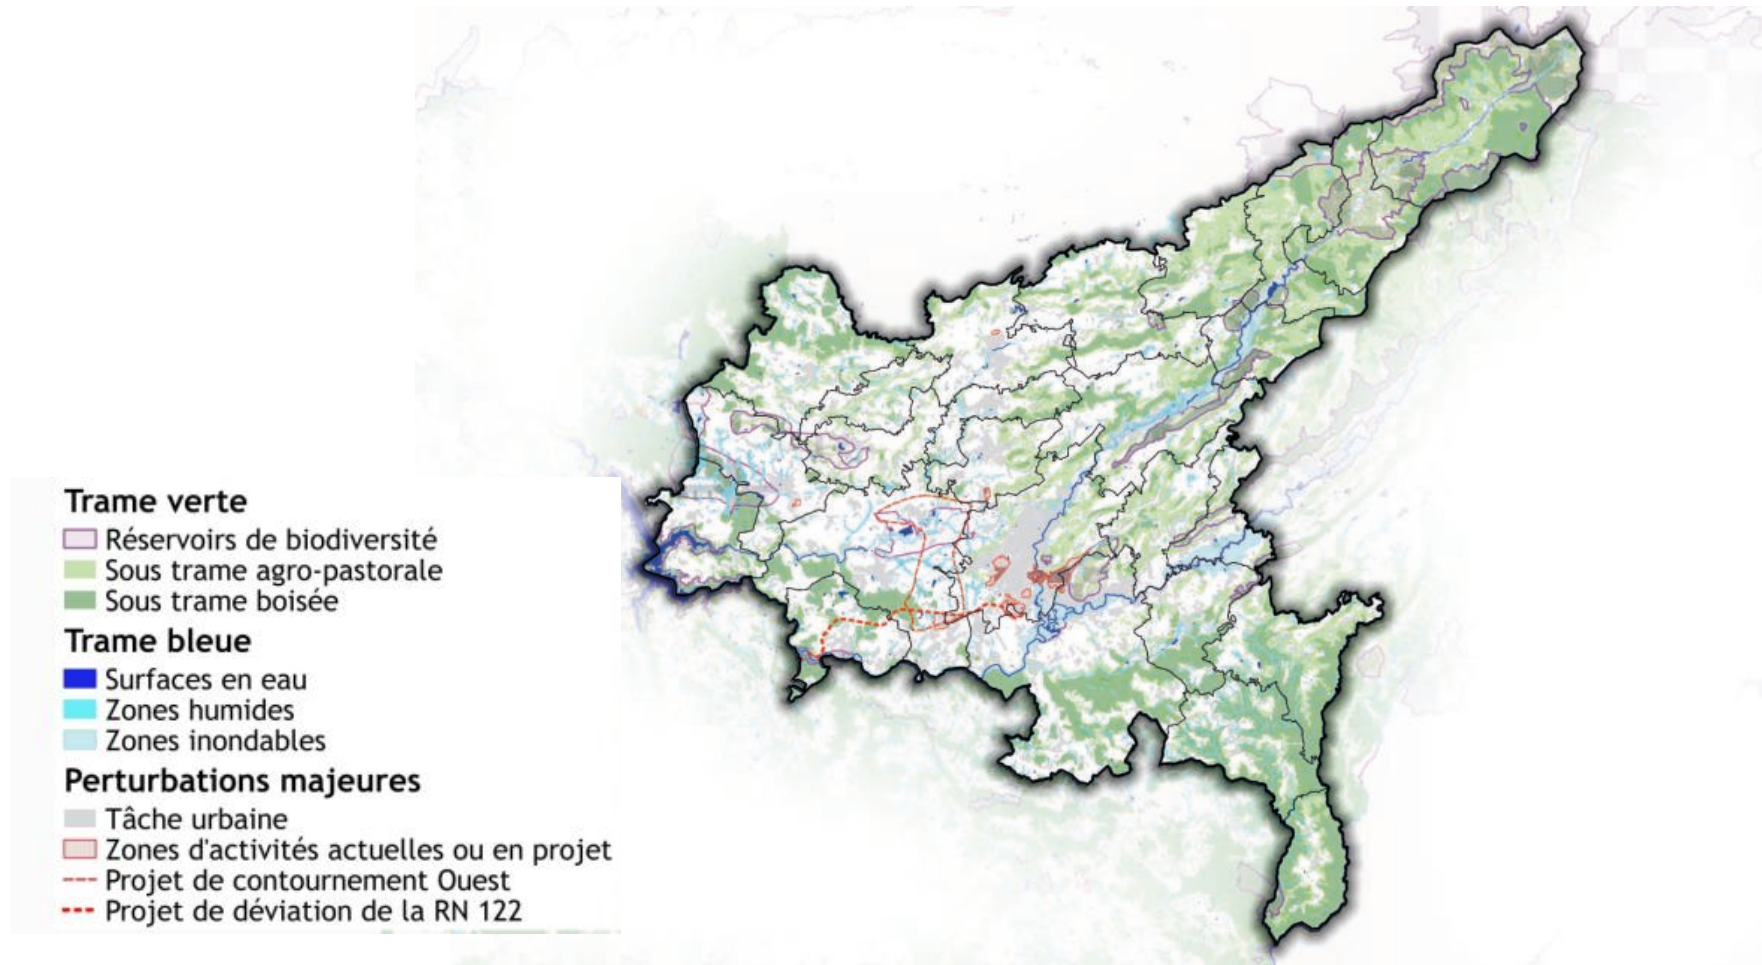 Trame verte
Réservoirs de biodiversité
Sous trame agro-pastorale
Sous trame boisée
Trame bleue
Surfaces en eau
Zones humides
Zones inondables
Perturbations majeures
Tâche urbaine
Zones d'activités actuelles ou en projet
Projet de contournement Ouest
Projet de déviation de la RN 122